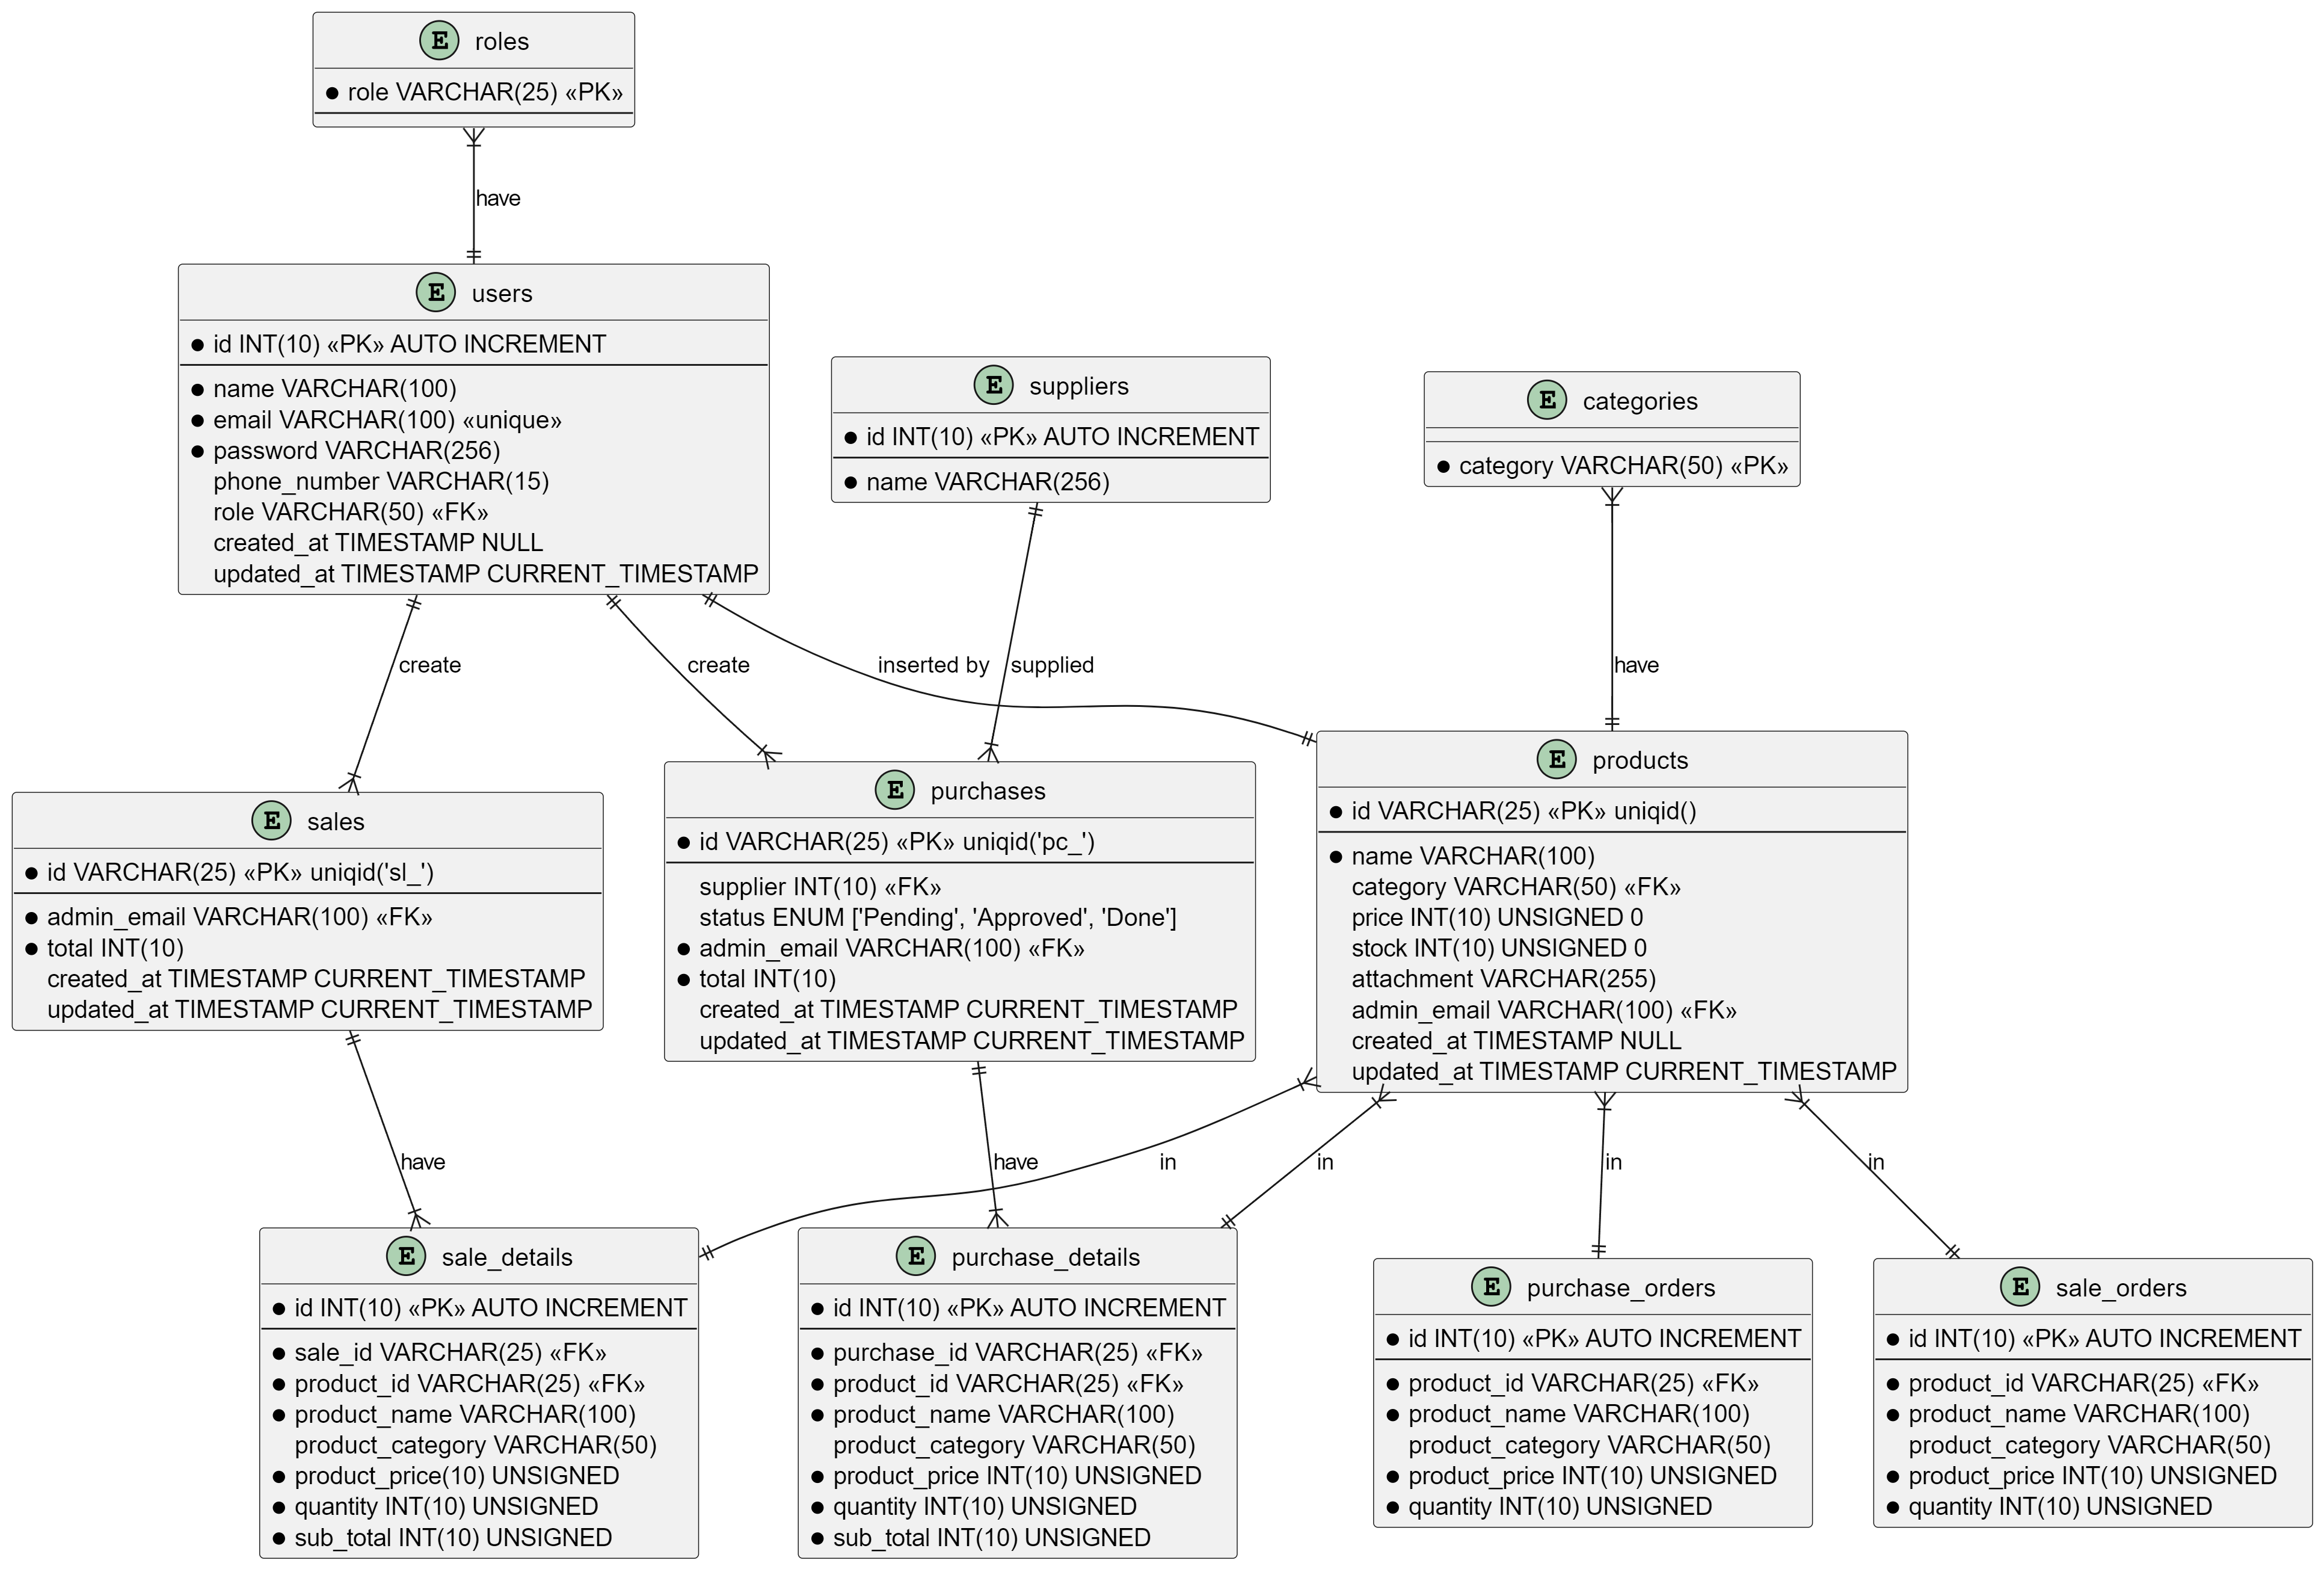 E roles
role VARCHAR(25) «PK»
have
E users
id INT(10) «PK» AUTO INCREMENT
name VARCHAR(100)
email VARCHAR(100) «unique»
password VARCHAR(256)
phone_number VARCHAR(15)
role VARCHAR(50) «FK»
created_at TIMESTAMP NULL
updated_at TIMESTAMP CURRENT_TIMESTAMP
E suppliers
id INT(10) «PK» AUTO INCREMENT
name VARCHAR(256)
E categories
category VARCHAR(50) «PK»
create
create
inserted by
supplied
have
E sales
id VARCHAR(25) «PK» uniqid('sl_')
admin_email VARCHAR(100) «FK»
total INT(10)
created_at TIMESTAMP CURRENT_TIMESTAMP
updated_at TIMESTAMP CURRENT_TIMESTAMP
E purchases
id VARCHAR(25) «PK» uniqid('pc_')
supplier INT(10) «FK»
status ENUM ['Pending', 'Approved', 'Done']
admin_email VARCHAR(100) «FK»
total INT(10)
created_at TIMESTAMP CURRENT_TIMESTAMP
updated_at TIMESTAMP CURRENT_TIMESTAMP
E products
id VARCHAR(25) «PK» uniqid()
name VARCHAR(100)
category VARCHAR(50) «FK»
price INT(10) UNSIGNED 0
stock INT(10) UNSIGNED 0
attachment VARCHAR(255)
admin_email VARCHAR(100) «FK»
created_at TIMESTAMP NULL
updated_at TIMESTAMP CURRENT_TIMESTAMP
have
have
in
in
in
in
E sale_details
id INT(10) «PK» AUTO INCREMENT
sale_id VARCHAR(25) «FK»
product_id VARCHAR(25) «FK»
product_name VARCHAR(100)
product_category VARCHAR(50)
product_price(10) UNSIGNED
quantity INT(10) UNSIGNED
sub_total INT(10) UNSIGNED
E purchase_details
id INT(10) «PK» AUTO INCREMENT
purchase_id VARCHAR(25) «FK»
product_id VARCHAR(25) «FK»
product_name VARCHAR(100)
product_category VARCHAR(50)
product_price INT(10) UNSIGNED
quantity INT(10) UNSIGNED
sub_total INT(10) UNSIGNED
E purchase_orders
id INT(10) «PK» AUTO INCREMENT
product_id VARCHAR(25) «FK»
product_name VARCHAR(100)
product_category VARCHAR(50)
product_price INT(10) UNSIGNED
quantity INT(10) UNSIGNED
E sale_orders
id INT(10) «PK» AUTO INCREMENT
product_id VARCHAR(25) «FK»
product_name VARCHAR(100)
product_category VARCHAR(50)
product_price INT(10) UNSIGNED
quantity INT(10) UNSIGNED